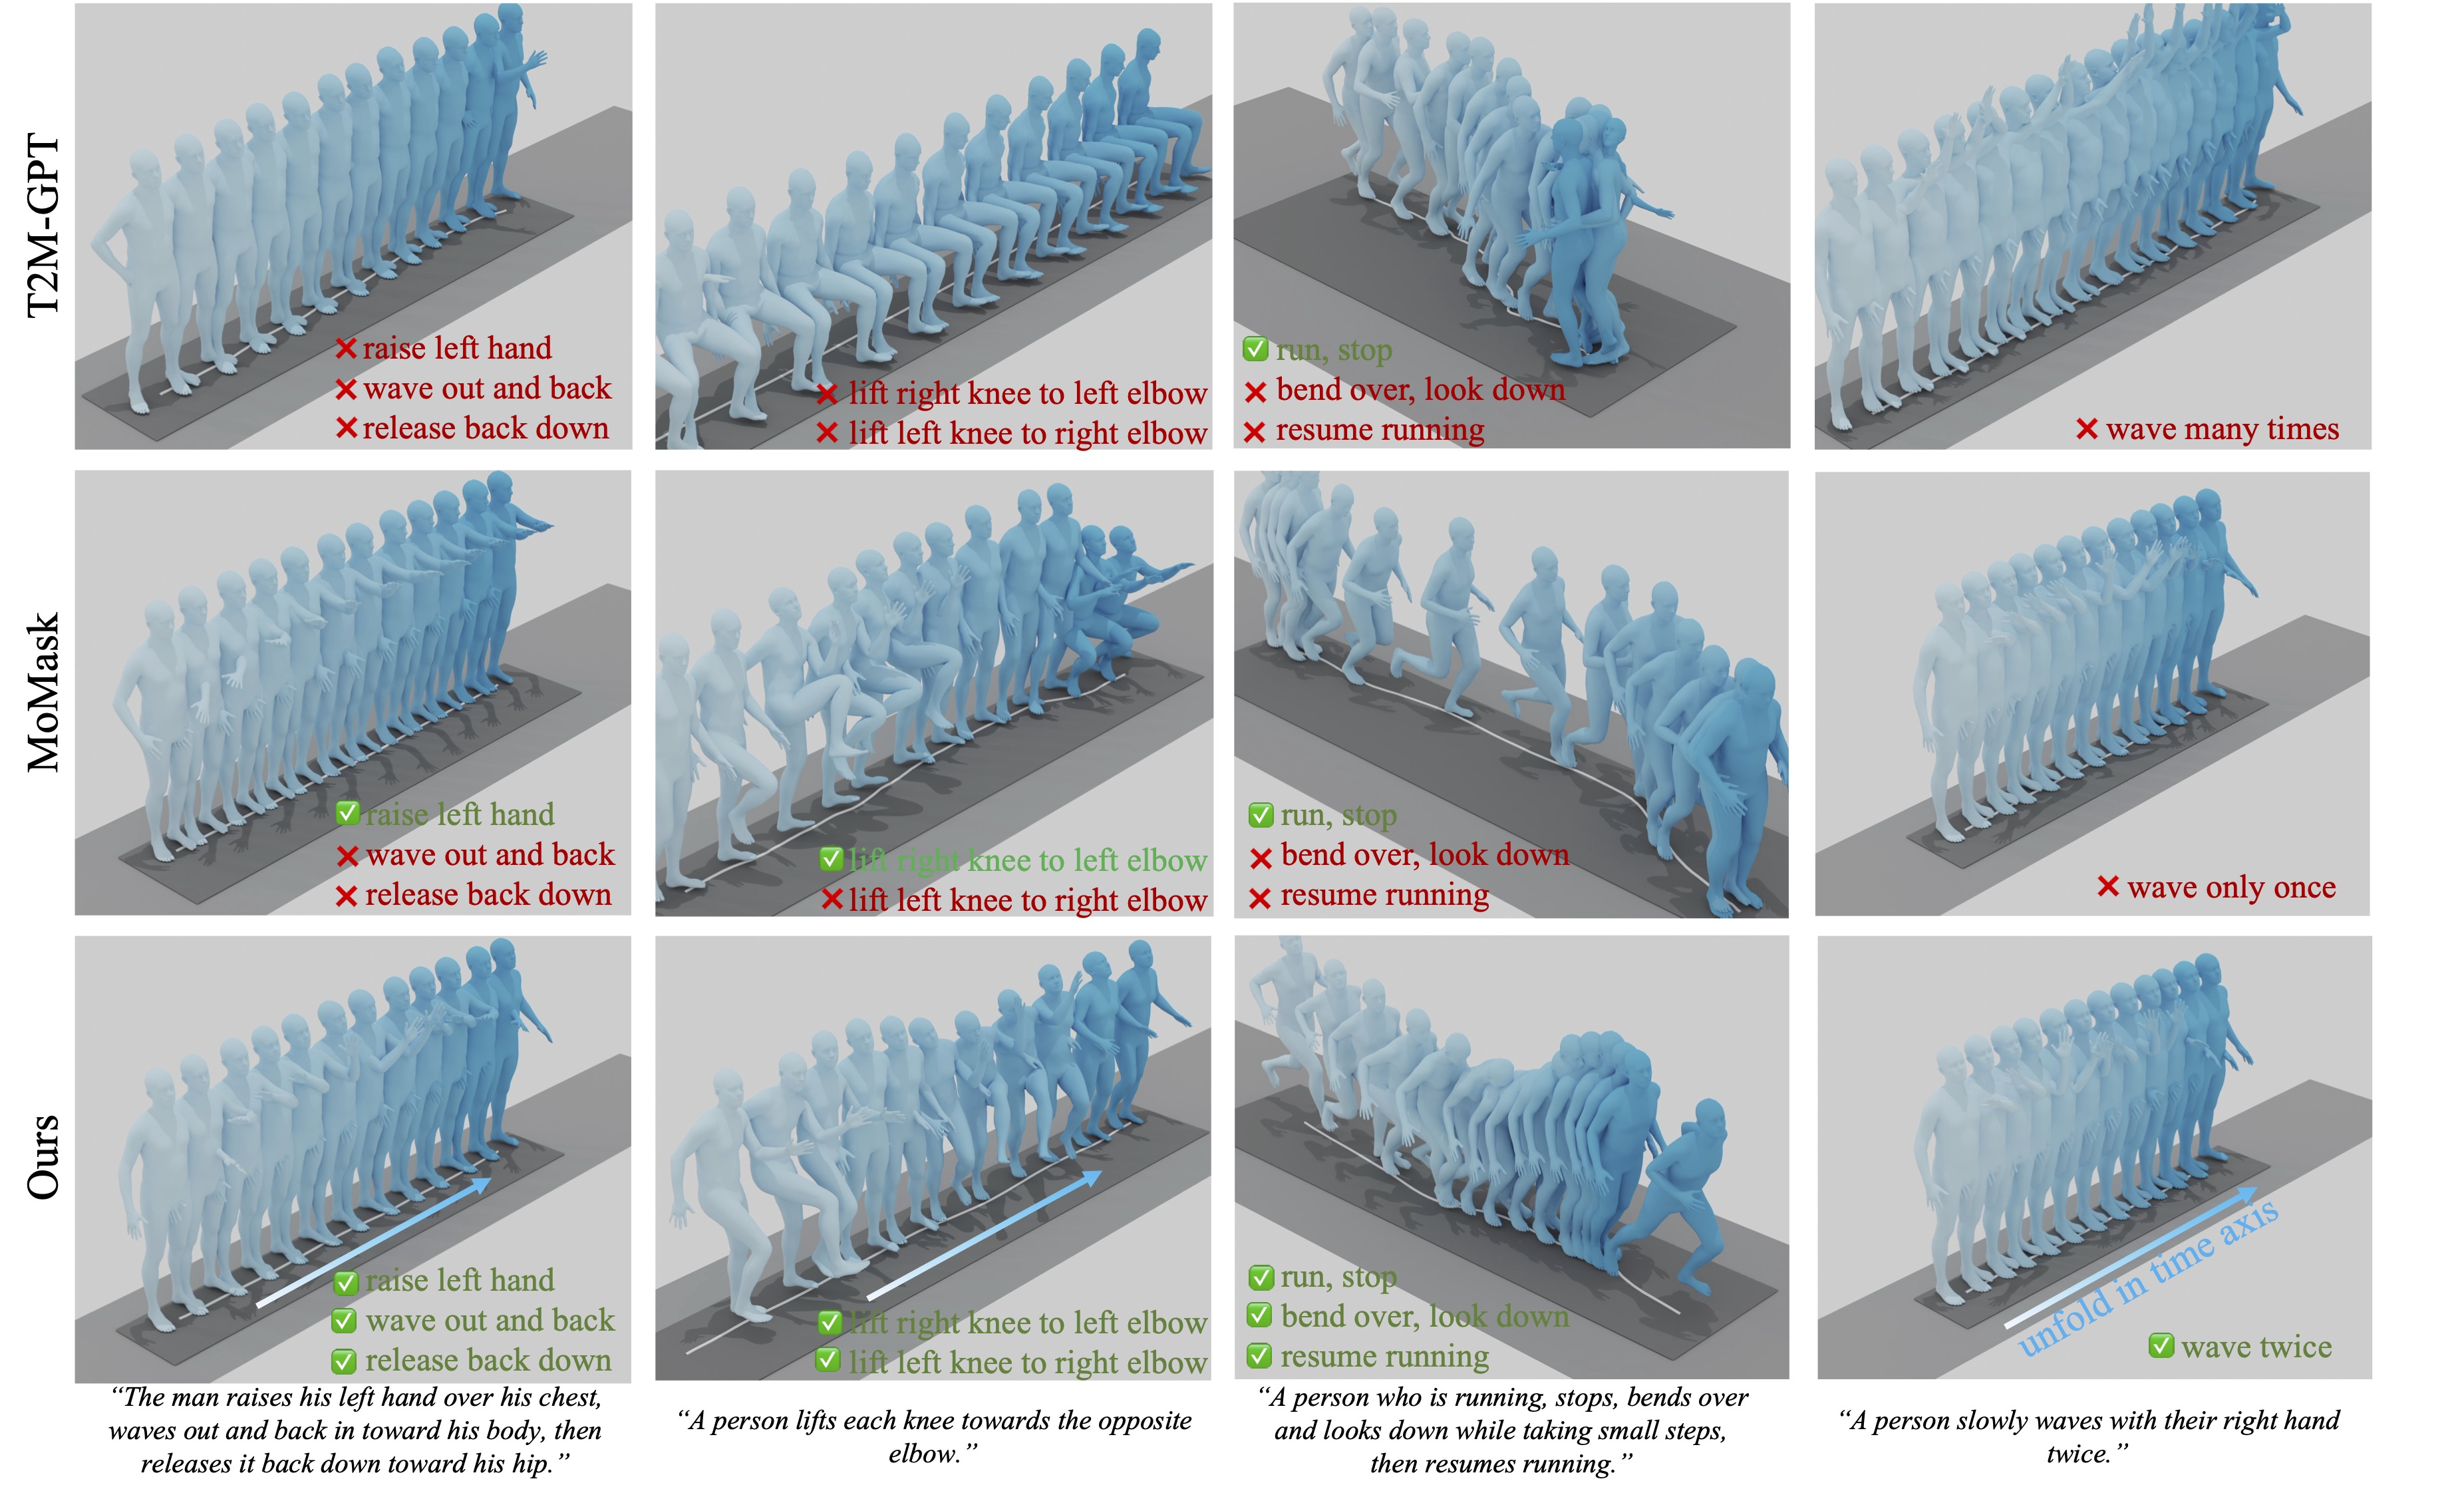 T2M-GPT
❌ raise left hand
❌ wave out and back
❌ release back down
❌ lift right knee to left elbow
❌ lift left knee to right elbow
✅ run, stop
❌ bend over, look down
❌ resume running
❌ wave many times
MoMask
✅ raise left hand
❌ wave out and back
❌ release back down
✅ lift right knee to left elbow
❌ lift left knee to right elbow
✅ run, stop
❌ bend over, look down
❌ resume running
❌ wave only once
Ours
✅ raise left hand
✅ wave out and back
✅ release back down
✅ lift right knee to left elbow
✅ lift left knee to right elbow
✅ run, stop
✅ bend over, look down
✅ resume running
unfold in time axis
✅ wave twice
“The man raises his left hand over his chest,
waves out and back in toward his body, then
releases it back down toward his hip.”
“A person lifts each knee towards the opposite
elbow.”
“A person who is running, stops, bends over
and looks down while taking small steps,
then resumes running.”
“A person slowly waves with their right hand
twice.”